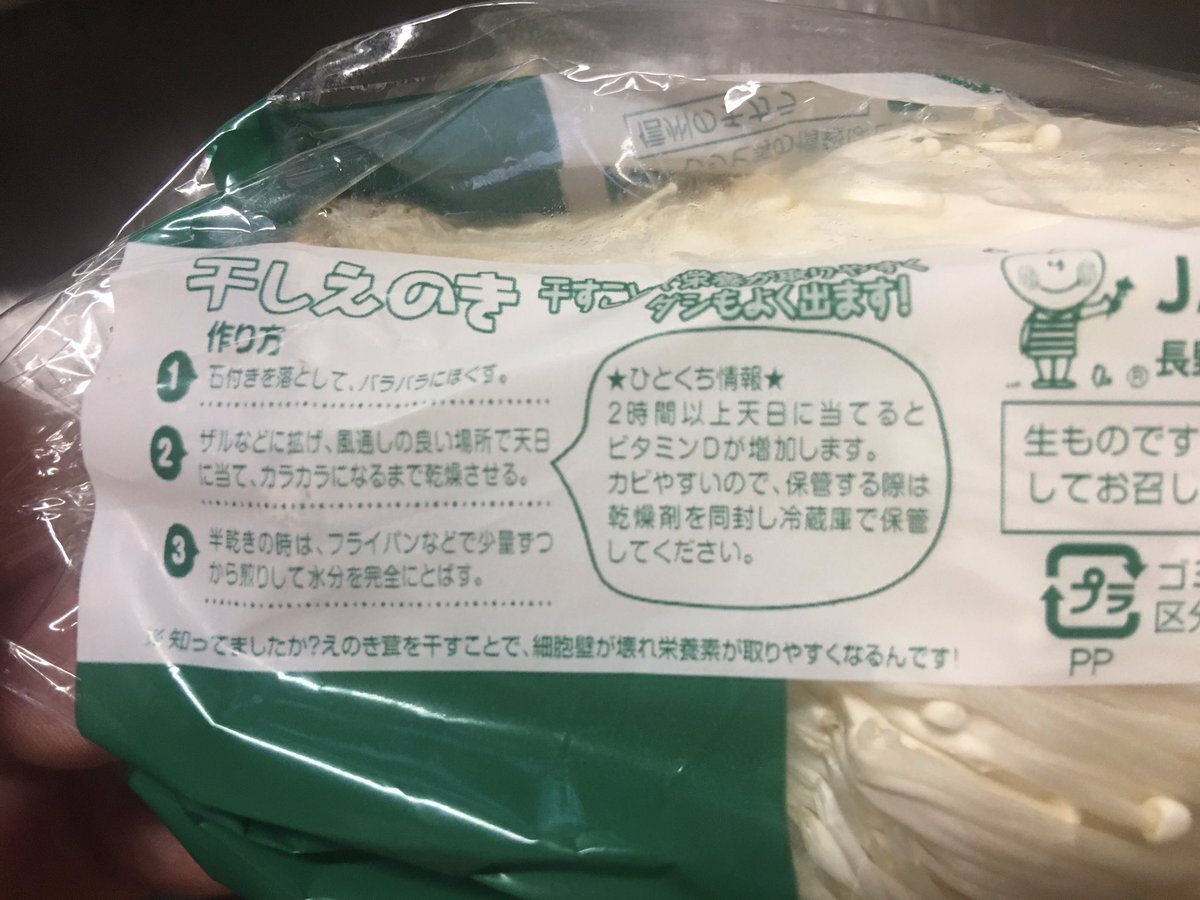 信州のみカラ
干しえのき
干すこ
栄養が取りやすく
ダシもよく出ます!
作り方
1 石付きを落として、バラバラにほぐす。
2 ザルなどに拡げ、風通しの良い場所で天日
に当て、カラカラになるまで乾燥させる。
3 半乾きの時は、フライパンなどで少量ずつ
から煎りして水分を完全にとばす。
★ひとくち情報★
2時間以上天日に当てると
ビタミンDが増加します。
カビやすいので、保管する際は
乾燥剤を同封し冷蔵庫で保管
してください。
※知ってましたか?えのき茸を干すことで、細胞壁が壊れ栄養素が取りやすくなるんです!
J
®
長野
生ものです
してお召し
プラ
PP
ゴミ
区分